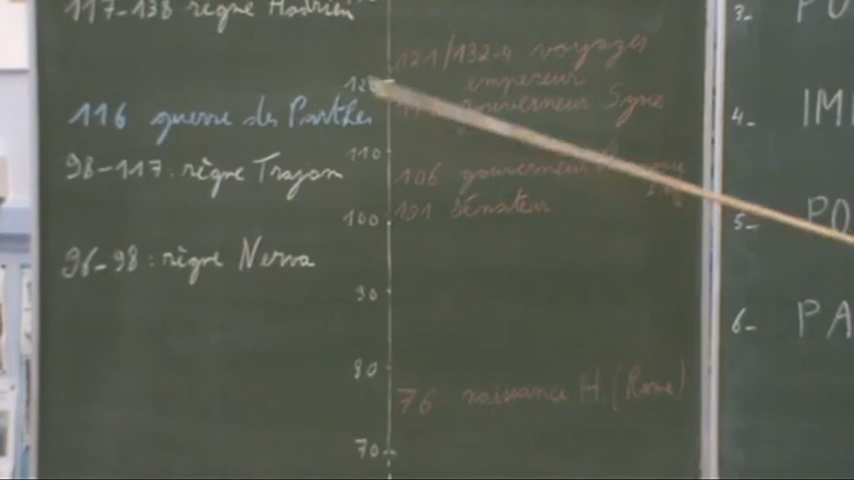 117-138 règne Hadrien
121/132-4 voyages
empereur
120
gouverneur Syrie
116 guerre des Parthes
110
98-117: règne Trajan
106 gouverneur
101 Sénateur
100
96-98: règne Nerva
90
80
76 naissance H. (Rome)
70
3-
4- IMP
5- PO
6- PA